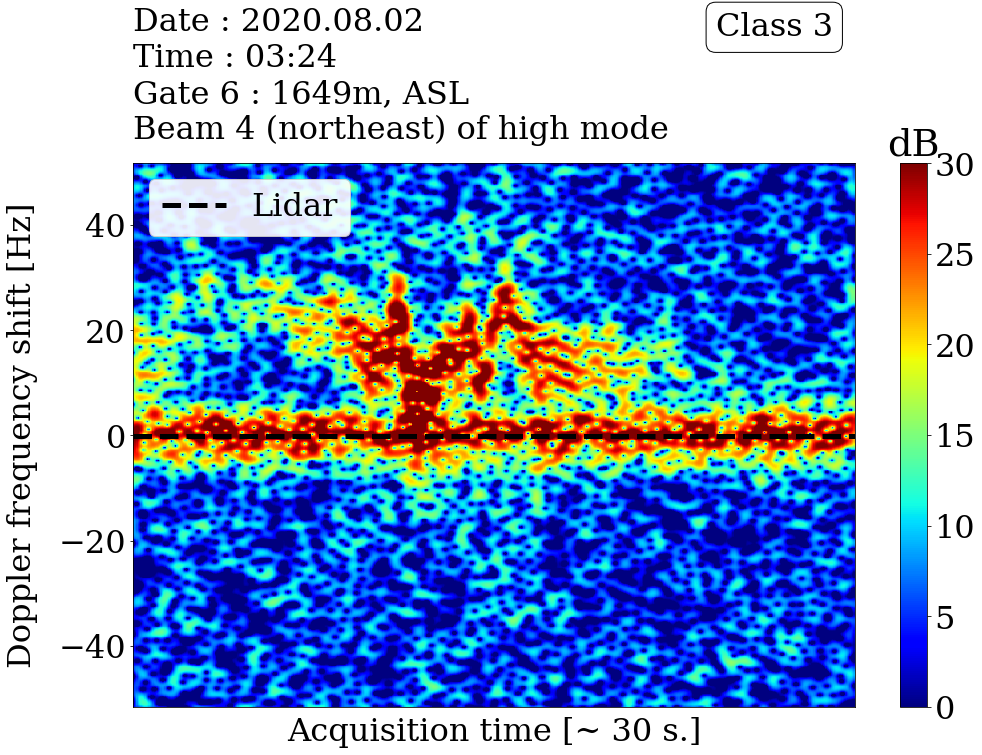 Date : 2020.08.02
Time : 03:24
Gate 6 : 1649m, ASL
Beam 4 (northeast) of high mode
Class 3
dB
Lidar
Doppler frequency shift [Hz]
40
20
0
−20
−40
30
25
20
15
10
5
0
Acquisition time [~ 30 s.]